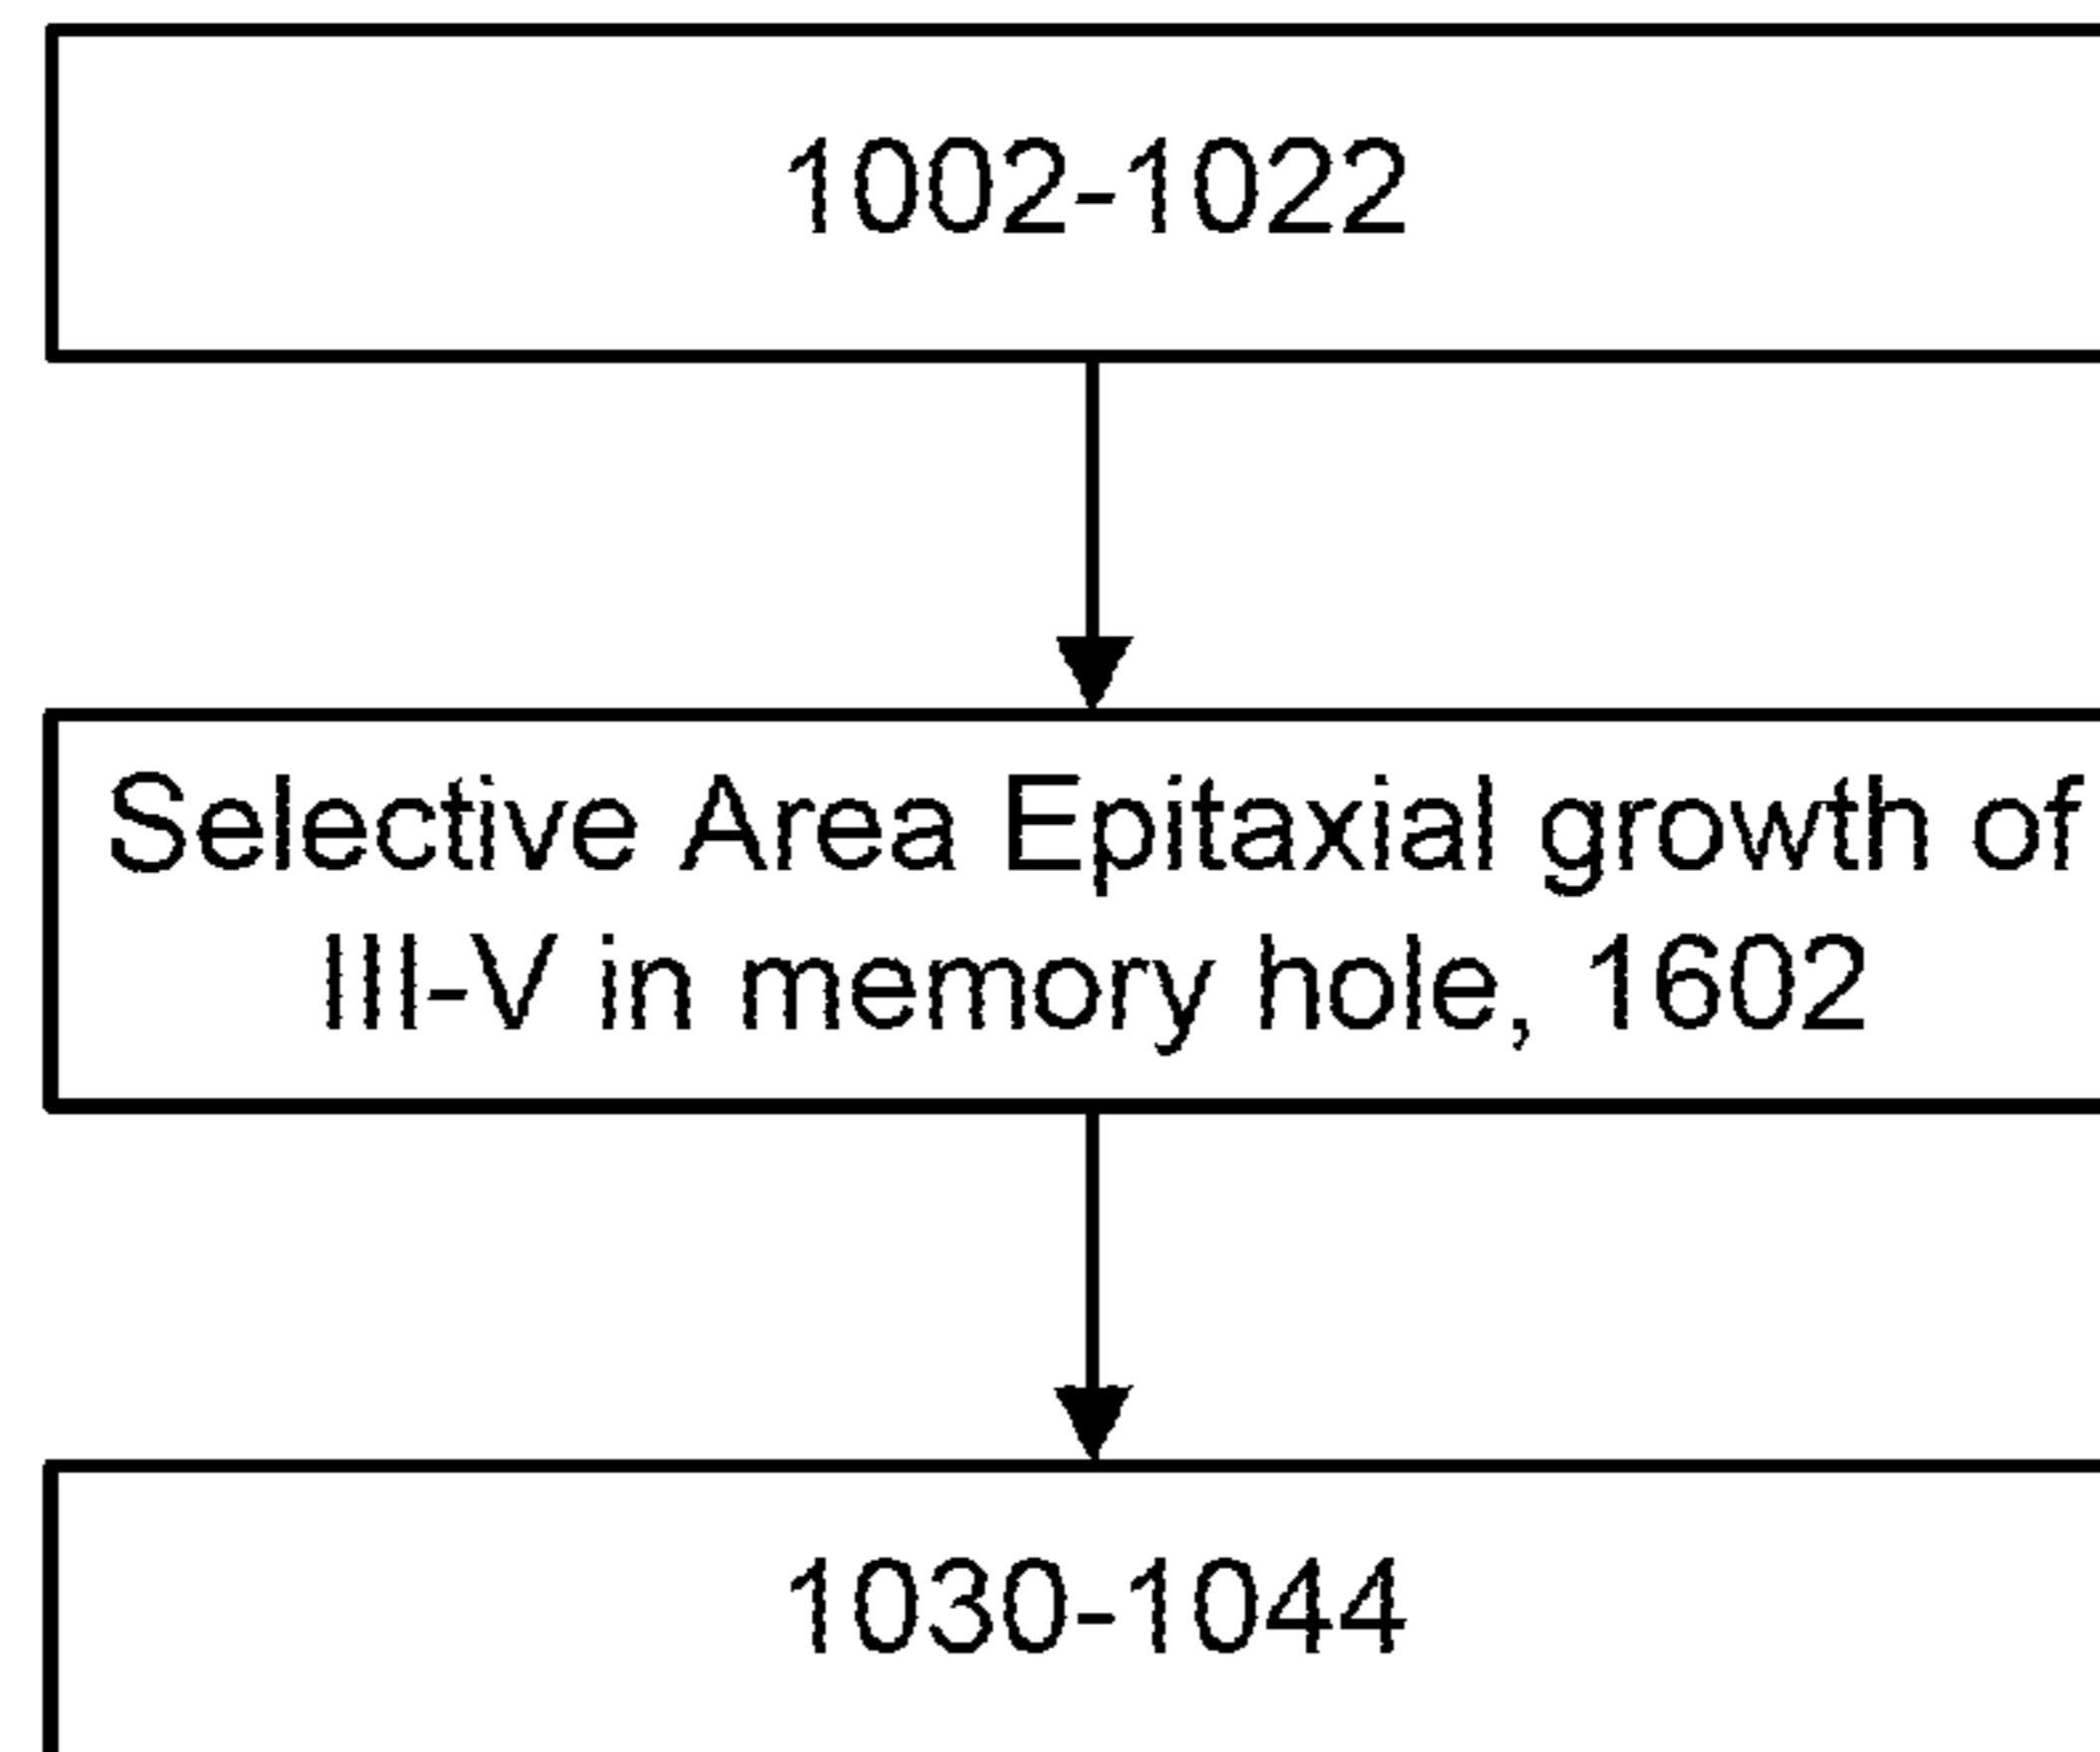 1002-1022
Selective Area Epitaxial growth of
III-V in memory hole, 1602
1030-1044